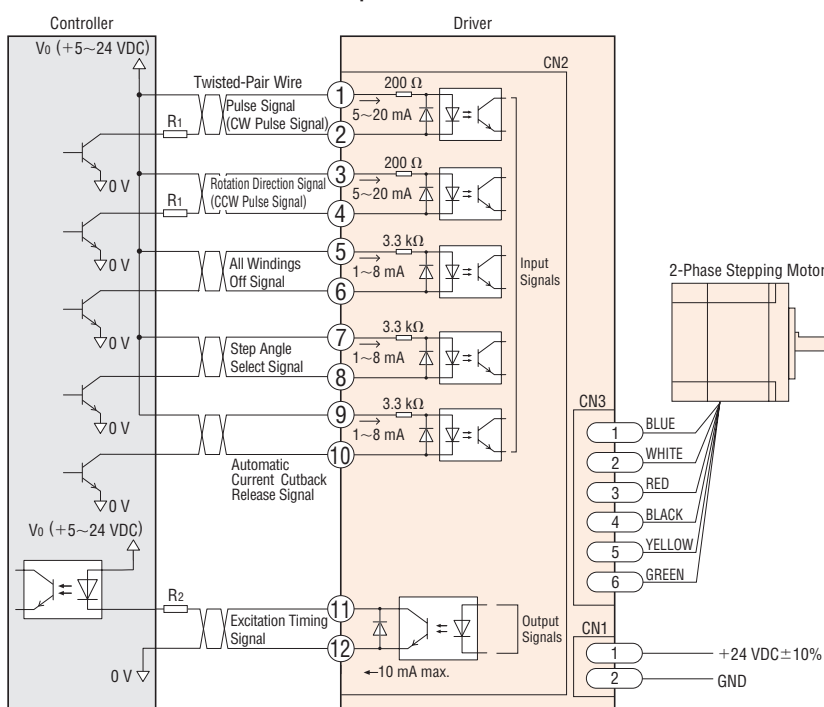 Controller
Driver
V0 (+5~24 VDC)
CN2
Twisted-Pair Wire
200 Ω
1
Pulse Signal
(CW Pulse Signal)
5~20 mA
R1
2
0 V
200 Ω
3
Rotation Direction Signal
(CCW Pulse Signal)
5~20 mA
R1
4
0 V
3.3 kΩ
5
All Windings
Off Signal
1~8 mA
6
Input
Signals
0 V
3.3 kΩ
7
Step Angle
Select Signal
1~8 mA
8
0 V
3.3 kΩ
9
1~8 mA
10
Automatic
Current Cutback
Release Signal
0 V
2-Phase Stepping Motor
CN3
1 BLUE
2 WHITE
3 RED
4 BLACK
5 YELLOW
6 GREEN
V0 (+5~24 VDC)
R2
11
Excitation Timing
Signal
12
Output
Signals
0 V
←10 mA max.
CN1
1 +24 VDC±10%
2 GND